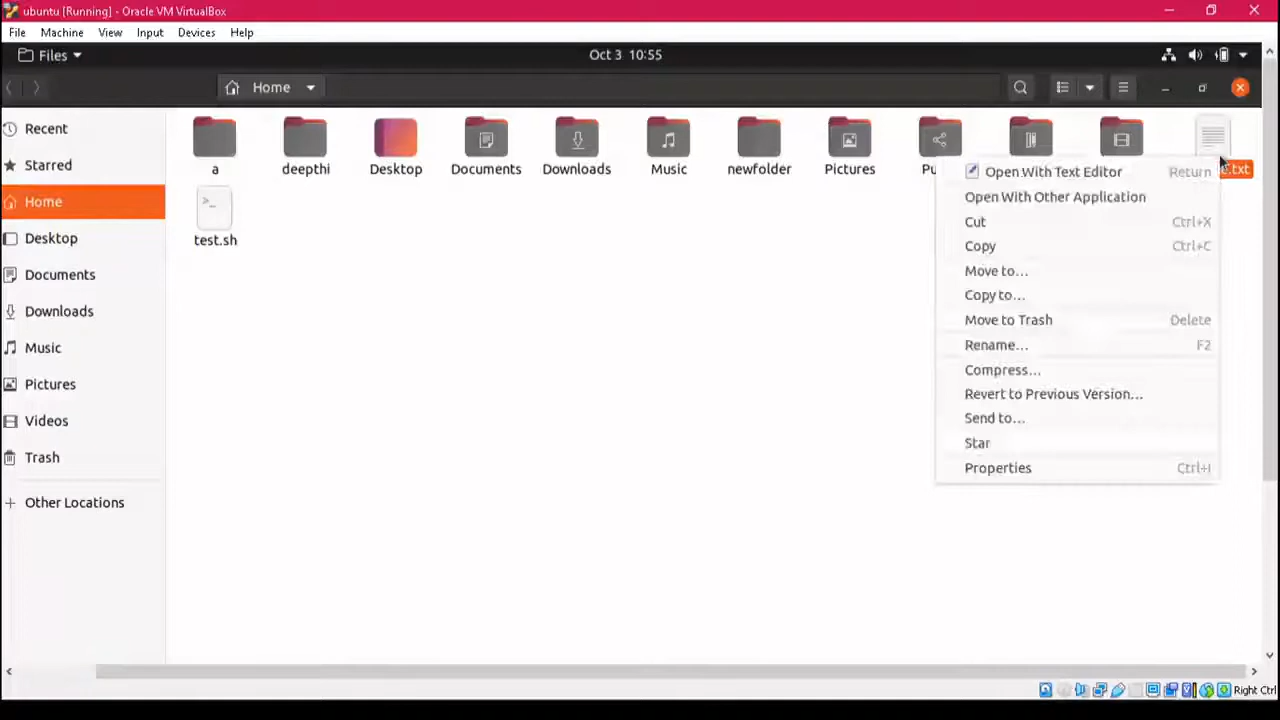 ubuntu [Running] - Oracle VM VirtualBox
File Machine View Input Devices Help
Files Oct 3 10:55
Home
Recent
Starred
Home
Desktop
Documents
Downloads
Music
Pictures
Videos
Trash
+ Other Locations
a deepthi Desktop Documents Downloads Music newfolder Pictures Pu e.txt
test.sh
Open With Text Editor Return
Open With Other Application
Cut Ctrl+X
Copy Ctrl+C
Move to...
Copy to...
Move to Trash Delete
Rename... F2
Compress...
Revert to Previous Version...
Send to...
Star
Properties Ctrl+I
Right Ctrl